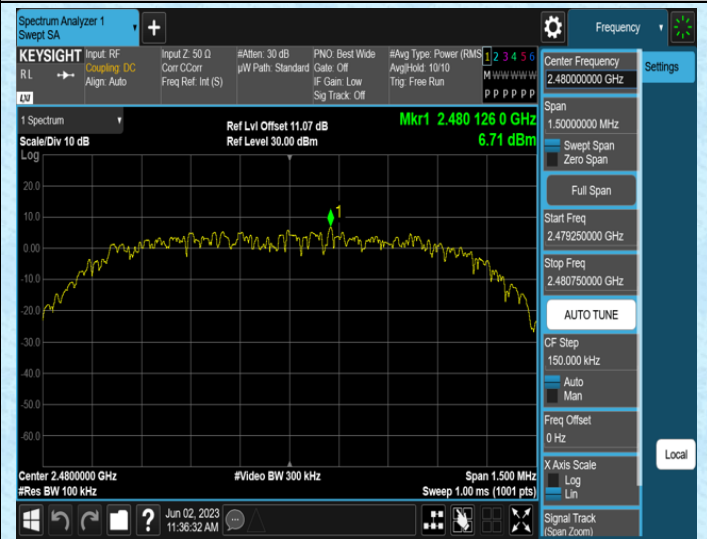 Spectrum Analyzer 1
Swept SA
Frequency
KEYSIGHT
RL
LXI
Input: RF
Coupling: DC
Align: Auto
Input Z: 50 Ω
Corr CCorr
Freq Ref: Int (S)
#Atten: 30 dB
µW Path: Standard
PNO: Best Wide
Gate: Off
IF Gain: Low
Sig Track: Off
#Avg Type: Power (RMS
Avg|Hold: 10/10
Trig: Free Run
1 2 3 4 5 6
M W W W W W
P P P P P P
1 Spectrum
Scale/Div 10 dB
Log
Ref Lvl Offset 11.07 dB
Ref Level 30.00 dBm
Mkr1 2.480 126 0 GHz
6.71 dBm
1
20.0
10.0
0.00
-10.0
-20.0
-30.0
-40.0
-50.0
-60.0
Center 2.4800000 GHz
#Res BW 100 kHz
#Video BW 300 kHz
Span 1.500 MHz
Sweep 1.00 ms (1001 pts)
Jun 02, 2023
11:36:32 AM
Center Frequency
2.480000000 GHz
Settings
Span
1.50000000 MHz
Swept Span
Zero Span
Full Span
Start Freq
2.479250000 GHz
Stop Freq
2.480750000 GHz
AUTO TUNE
CF Step
150.000 kHz
Auto
Man
Freq Offset
0 Hz
X Axis Scale
Log
Lin
Local
Signal Track
(Span Zoom)